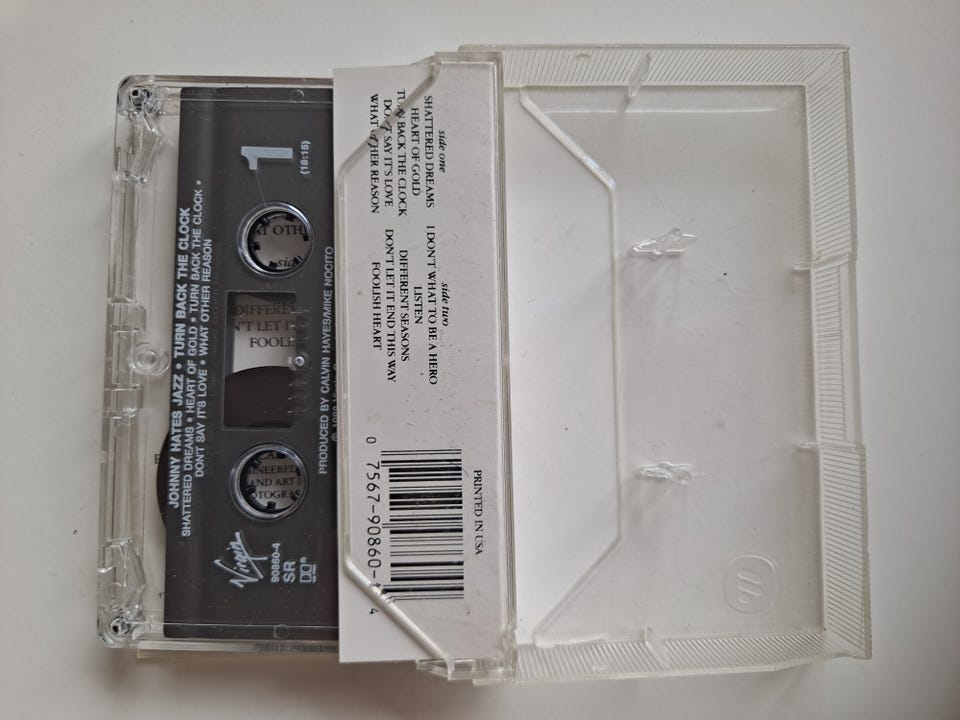 JOHNNY HATES JAZZ • TURN BACK THE CLOCK
SHATTERED DREAMS • HEART OF GOLD • TURN BACK THE CLOCK •
DON'T SAY IT'S LOVE • WHAT OTHER REASON
1
(18:15)
Virgin
90860-4
SR
PRODUCED BY CALVIN HAYES/MIKE NOCITO
side one
SHATTERED DREAMS
HEART OF GOLD
TURN BACK THE CLOCK
DON'T SAY IT'S LOVE
WHAT OTHER REASON
side two
I DON'T WHAT TO BE A HERO
LISTEN
DIFFERENT SEASONS
DON'T LET IT END THIS WAY
FOOLISH HEART
PRINTED IN USA
0 7567-90860- 4